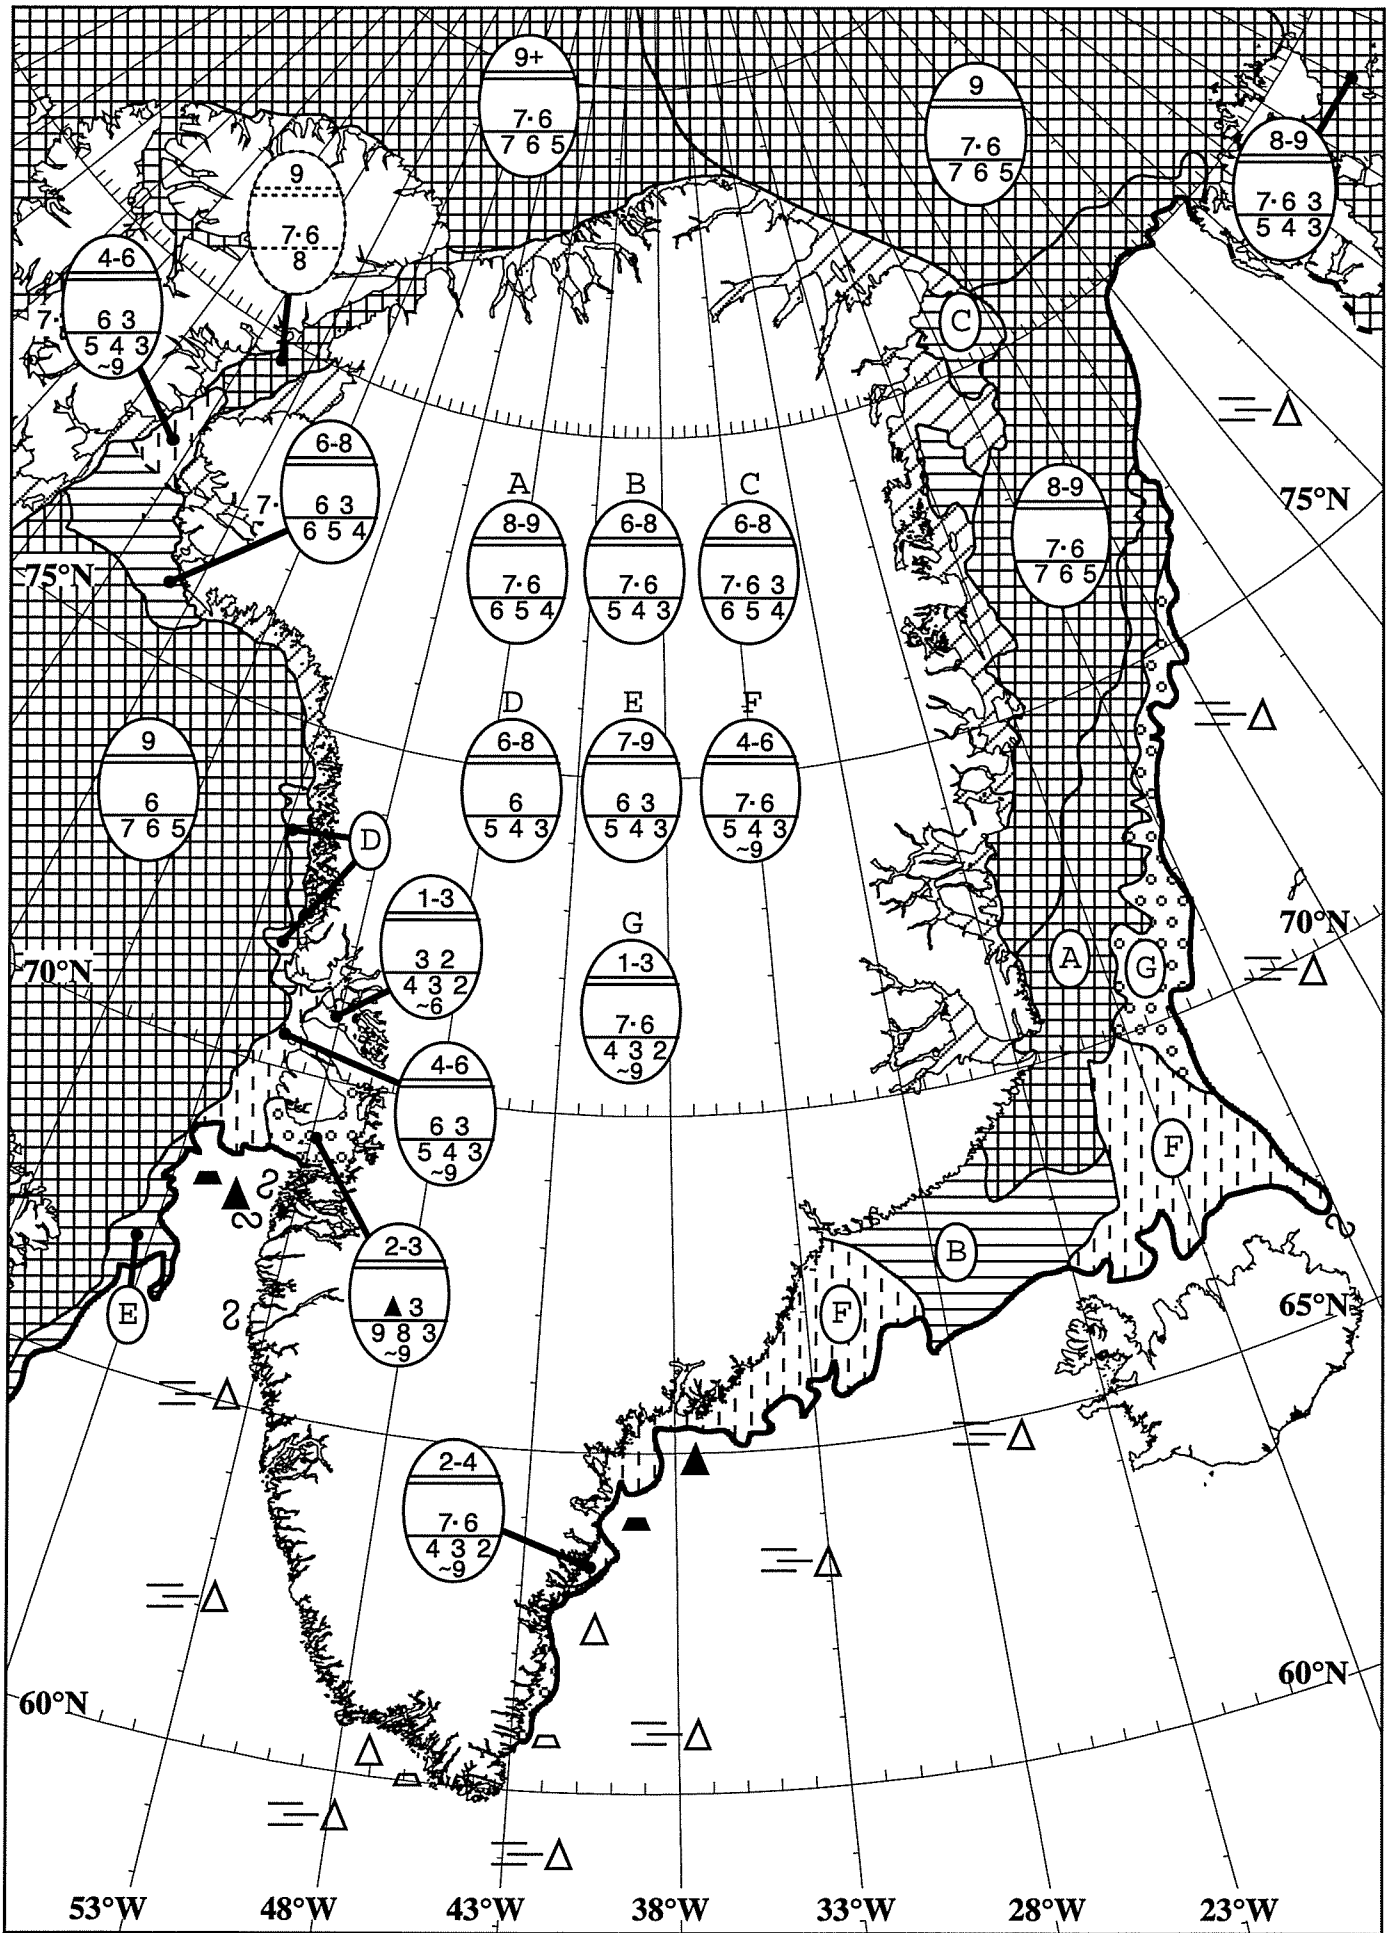 9+
7·6
7 6 5
9
7·6
7 6 5
8-9
7·6 3
5 4 3
9
7·6
8
4-6
6 3
5 4 3
~9
7·
C
6-8
6 3
6 5 4
7·
8-9
7·6
7 6 5
75°N
75°N
A B C
8-9
7·6
6 5 4
6-8
7·6
5 4 3
6-8
7·6 3
6 5 4
D E F
6-8
6
5 4 3
7-9
6 3
5 4 3
4-6
7·6
5 4 3
~9
9
6
7 6 5
D
1-3
3 2
4 3 2
~6
G
1-3
7·6
4 3 2
~9
A
G
70°N
70°N
4-6
6 3
5 4 3
~9
F
2-3
▲ 3
9 8 3
~9
B
E
F
65°N
2-4
7·6
4 3 2
~9
60°N
60°N
53°W 48°W 43°W 38°W 33°W 28°W 23°W